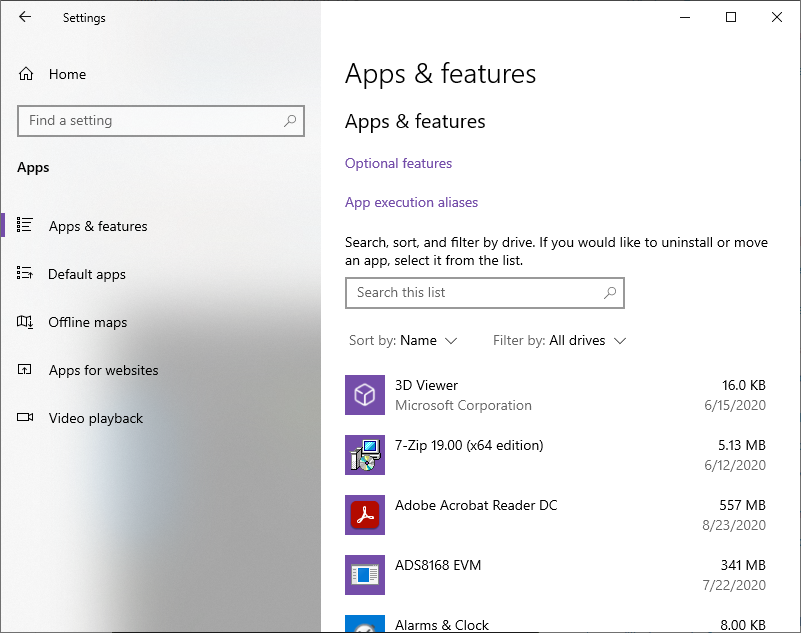 Settings
Home
Find a setting
Apps
Apps & features
Default apps
Offline maps
Apps for websites
Video playback
Apps & features
Apps & features
Optional features
App execution aliases
Search, sort, and filter by drive. If you would like to uninstall or move
an app, select it from the list.
Search this list
Sort by: Name Filter by: All drives
3D Viewer 16.0 KB
Microsoft Corporation 6/15/2020
7-Zip 19.00 (x64 edition) 5.13 MB
6/12/2020
Adobe Acrobat Reader DC 557 MB
8/23/2020
ADS8168 EVM 341 MB
7/22/2020
Alarms & Clock 8.00 KB